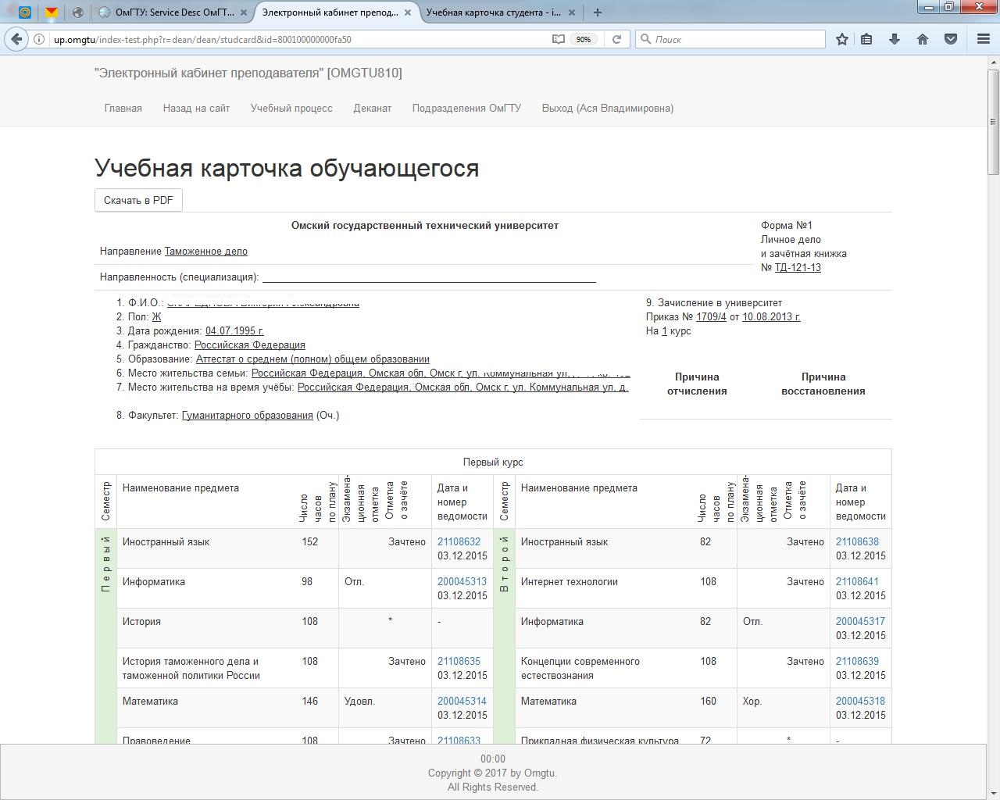 ОмГТУ: Service Desc ОмГТ...
Электронный кабинет препод...
Учебная карточка студента - i...
up.omgtu/index-test.php?r=dean/dean/studcard&id=800100000000fa50
90%
Поиск
"Электронный кабинет преподавателя" [OMGTU810]
Главная Назад на сайт Учебный процесс Деканат Подразделения ОмГТУ Выход (Ася Владимировна)
Учебная карточка обучающегося
Скачать в PDF
Омский государственный технический университет
Направление Таможенное дело
Направленность (специализация):
Форма №1
Личное дело
и зачётная книжка
№ ТД-121-13
1. Ф.И.О.: Виктория Александровна
2. Пол: Ж
3. Дата рождения: 04.07.1995 г.
4. Гражданство: Российская Федерация
5. Образование: Аттестат о среднем (полном) общем образовании
6. Место жительства семьи: Российская Федерация, Омская обл, Омск г, ул. Коммунальная ул,
7. Место жительства на время учёбы: Российская Федерация, Омская обл, Омск г, ул. Коммунальная ул, д.
8. Факультет: Гуманитарного образования (Оч.)
9. Зачисление в университет
Приказ № 1709/4 от 10.08.2013 г.
На 1 курс
Причина отчисления
Причина восстановления
Первый курс
Семестр Наименование предмета Число часов по плану Экзамена-ционная отметка Отметка о зачёте Дата и номер ведомости Семестр Наименование предмета Число часов по плану Экзамена-ционная отметка Отметка о зачёте Дата и номер ведомости
Первый
Второй
Иностранный язык 152 Зачтено 21108632 03.12.2015 Иностранный язык 82 Зачтено 21108638 03.12.2015
Информатика 98 Отл. 200045313 03.12.2015 Интернет технологии 108 Зачтено 21108641 03.12.2015
История 108 * - Информатика 82 Отл. 200045317 03.12.2015
История таможенного дела и таможенной политики России 108 Зачтено 21108635 03.12.2015 Концепции современного естествознания 108 Зачтено 21108639 03.12.2015
Математика 146 Удовл. 200045314 03.12.2015 Математика 160 Хор. 200045318 03.12.2015
Правоведение 108 Зачтено 21108633 Прикладная физическая культура 72 * -
00:00
Copyright © 2017 by Omgtu.
All Rights Reserved.